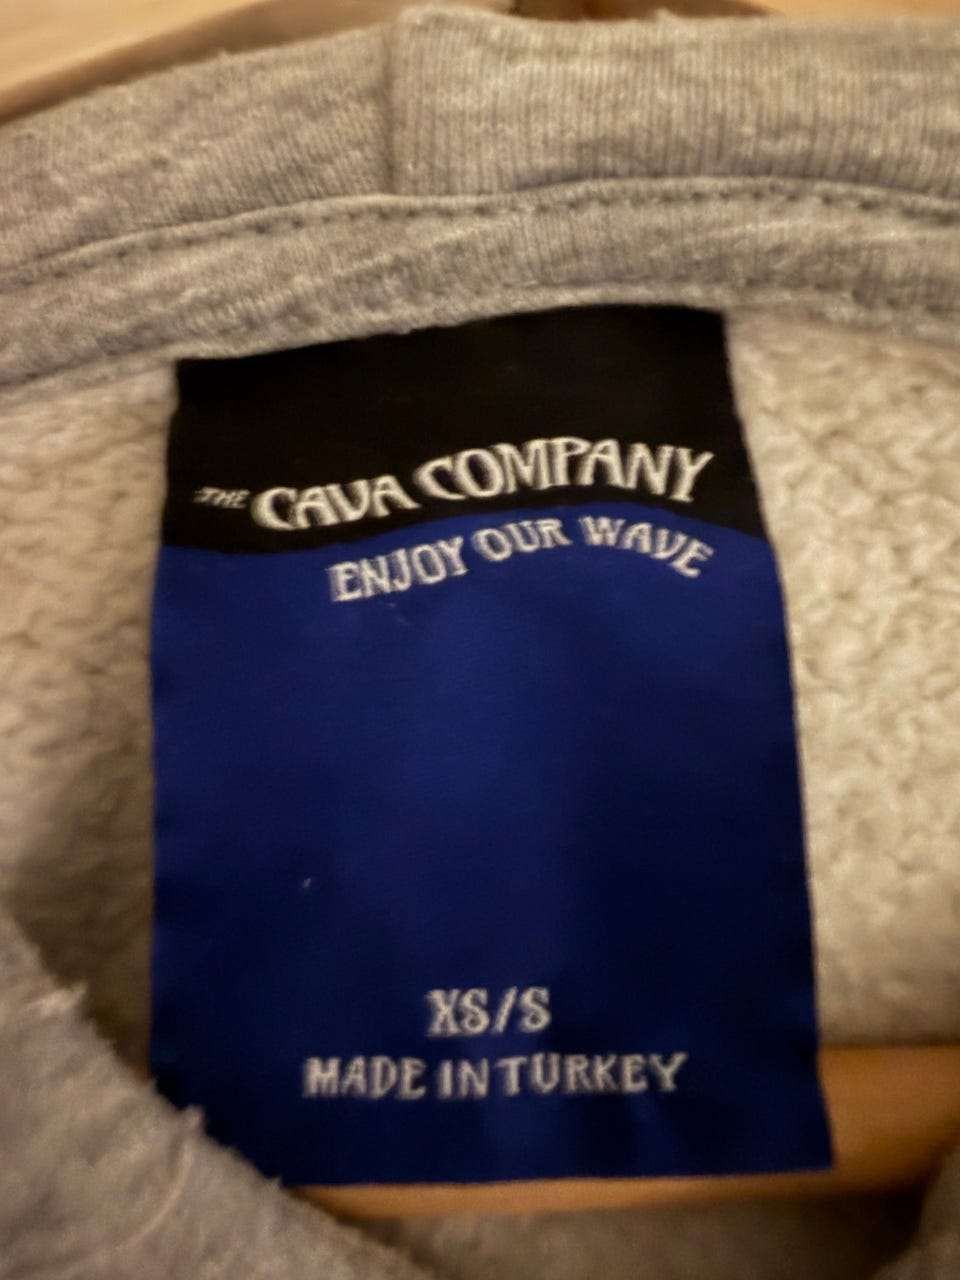 THE CAVA COMPANY
ENJOY OUR WAVE
XS/S
MADE IN TURKEY